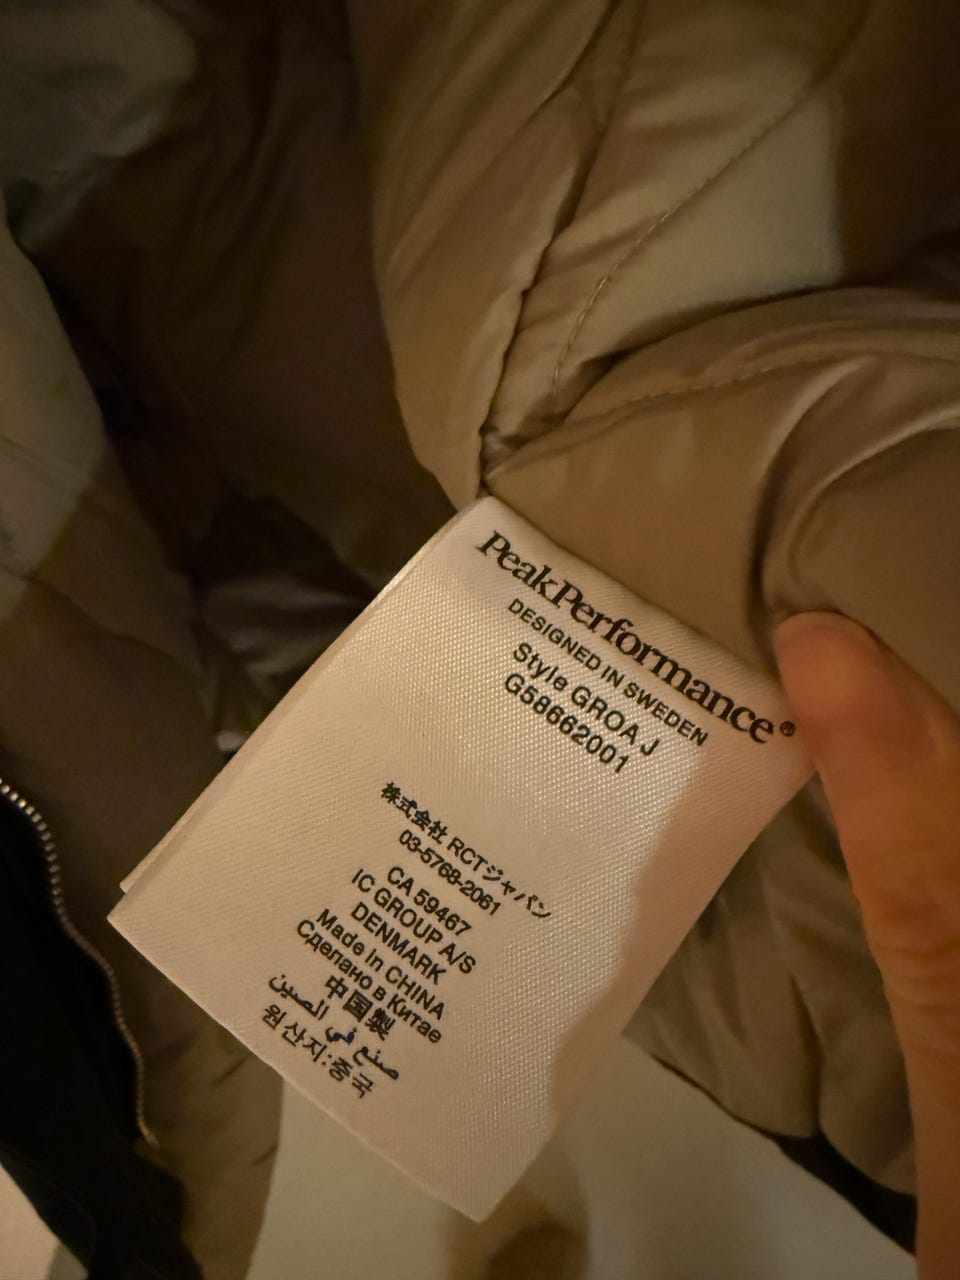 PeakPerformance®
DESIGNED IN SWEDEN
Style GROA J
G58662001
株式会社 RCTジャパン
03-5768-2061
CA 59467
IC GROUP A/S
DENMARK
Made in CHINA
Сделано в Китае
中国製
صنع في الصين
원산지:중국